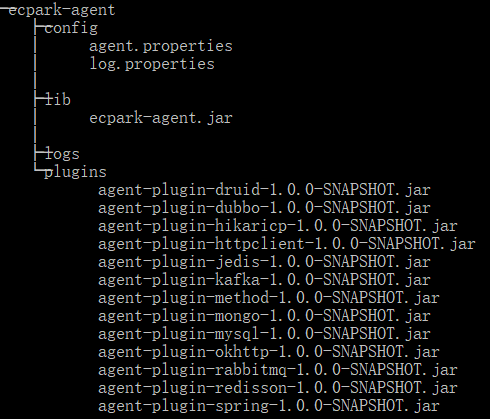 ecpark-agent
config
agent.properties
log.properties
lib
ecpark-agent.jar
logs
plugins
agent-plugin-druid-1.0.0-SNAPSHOT.jar
agent-plugin-dubbo-1.0.0-SNAPSHOT.jar
agent-plugin-hikaricp-1.0.0-SNAPSHOT.jar
agent-plugin-httpclient-1.0.0-SNAPSHOT.jar
agent-plugin-jedis-1.0.0-SNAPSHOT.jar
agent-plugin-kafka-1.0.0-SNAPSHOT.jar
agent-plugin-method-1.0.0-SNAPSHOT.jar
agent-plugin-mongo-1.0.0-SNAPSHOT.jar
agent-plugin-mysql-1.0.0-SNAPSHOT.jar
agent-plugin-okhttp-1.0.0-SNAPSHOT.jar
agent-plugin-rabbitmq-1.0.0-SNAPSHOT.jar
agent-plugin-redisson-1.0.0-SNAPSHOT.jar
agent-plugin-spring-1.0.0-SNAPSHOT.jar